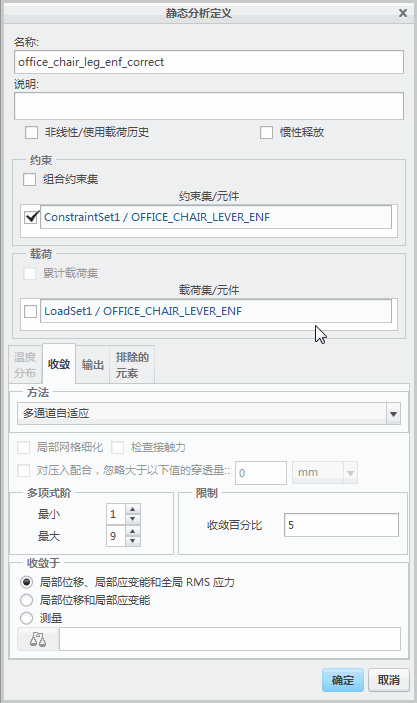 静态分析定义
名称:
office_chair_leg_enf_correct
说明:
非线性/使用载荷历史 惯性释放
约束
组合约束集
约束集/元件
ConstraintSet1 / OFFICE_CHAIR_LEVER_ENF
载荷
累计载荷集
载荷集/元件
LoadSet1 / OFFICE_CHAIR_LEVER_ENF
温度分布 收敛 输出 排除的元素
方法
多通道自适应
局部网格细化 检查接触力
对压入配合，忽略大于以下值的穿透量:: 0 mm
多项式阶 限制
最小 1
最大 9
收敛百分比 5
收敛于
局部位移、局部应变能和全局 RMS 应力
局部位移和局部应变能
测量
确定 取消